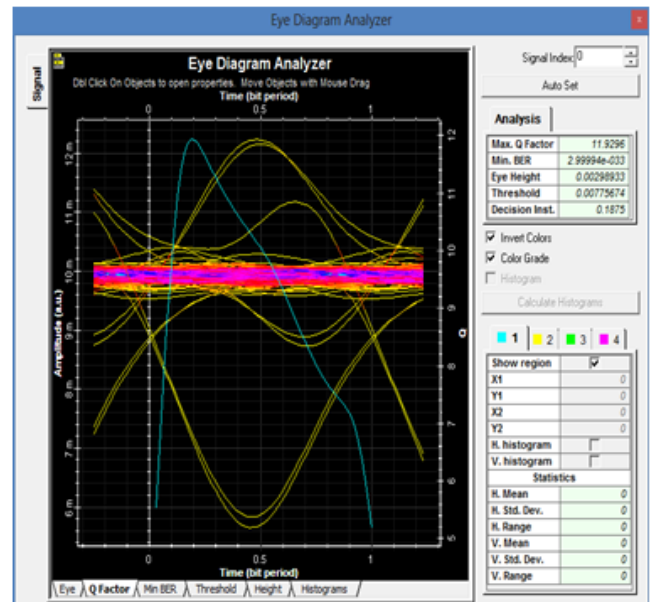 Eye Diagram Analyzer
x
Signal
Eye Diagram Analyzer
Dbl Click On Objects to open properties. Move Objects with Mouse Drag
Time (bit period)
0 0.5 1
Amplitude (a.u.)
12 m
11 m
10 m
9 m
8 m
7 m
6 m
12
11
10
9
8
7
6
5
Q
0 0.5 1
Time (bit period)
Eye Q Factor Min BER Threshold Height Histograms
Signal Index: 0
Auto Set
Analysis
Max. Q Factor 11.9296
Min. BER 2.99994e-033
Eye Height 0.00298933
Threshold 0.00775674
Decision Inst. 0.1875
Invert Colors
Color Grade
Histogram
Calculate Histograms
1 2 3 4
Show region
X1 0
Y1 0
X2 0
Y2 0
H. histogram
V. histogram
Statistics
H. Mean 0
H. Std. Dev. 0
H. Range 0
V. Mean 0
V. Std. Dev. 0
V. Range 0